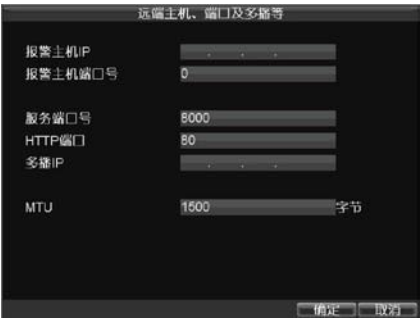 远端主机、端口及多播等
报警主机IP . . .
报警主机端口号 0
服务端口号 8000
HTTP端口 80
多播IP . . .
MTU 1500 字节
确定 取消